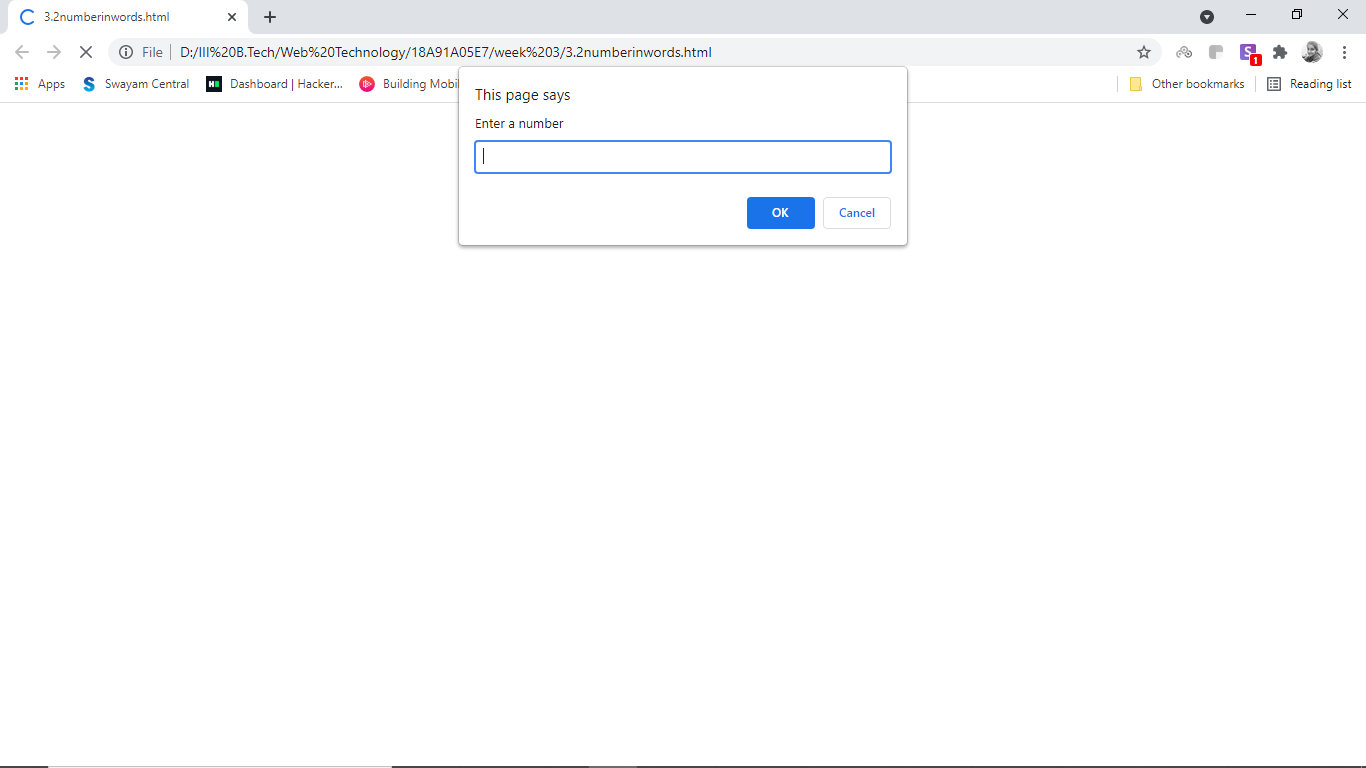 3.2numberinwords.html
File D:/III%20B.Tech/Web%20Technology/18A91A05E7/week%203/3.2numberinwords.html
S
1
Apps
S Swayam Central
H Dashboard | Hacker...
Building Mobil
Other bookmarks
Reading list
This page says
Enter a number
OK
Cancel